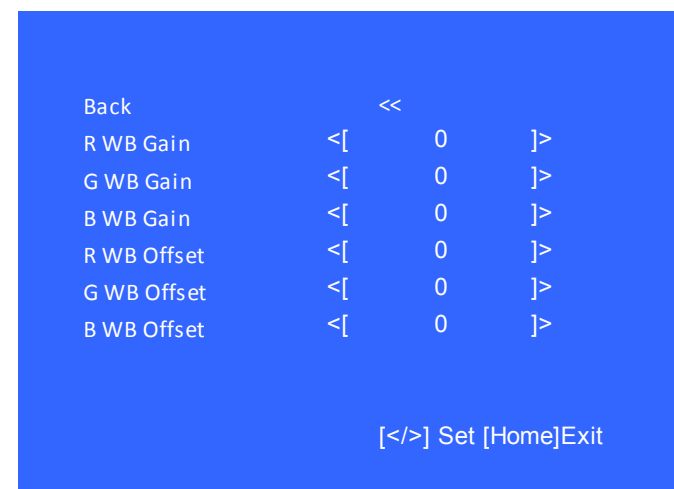 Back <<
R WB Gain <[ 0 ]>
G WB Gain <[ 0 ]>
B WB Gain <[ 0 ]>
R WB Offset <[ 0 ]>
G WB Offset <[ 0 ]>
B WB Offset <[ 0 ]>
[</>] Set [Home]Exit